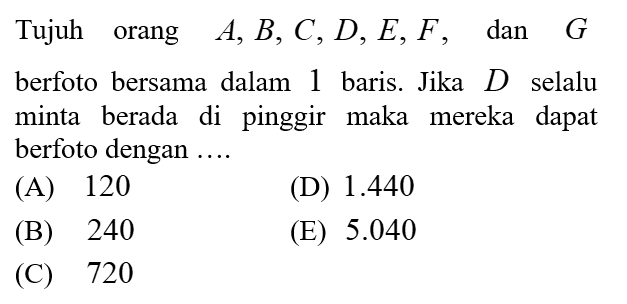 Tujuh orang A, B, C, D, E, F, dan G
berfoto bersama dalam 1 baris. Jika D selalu
minta berada di pinggir maka mereka dapat
berfoto dengan ....
(A) 120 (D) 1.440
(B) 240 (E) 5.040
(C) 720